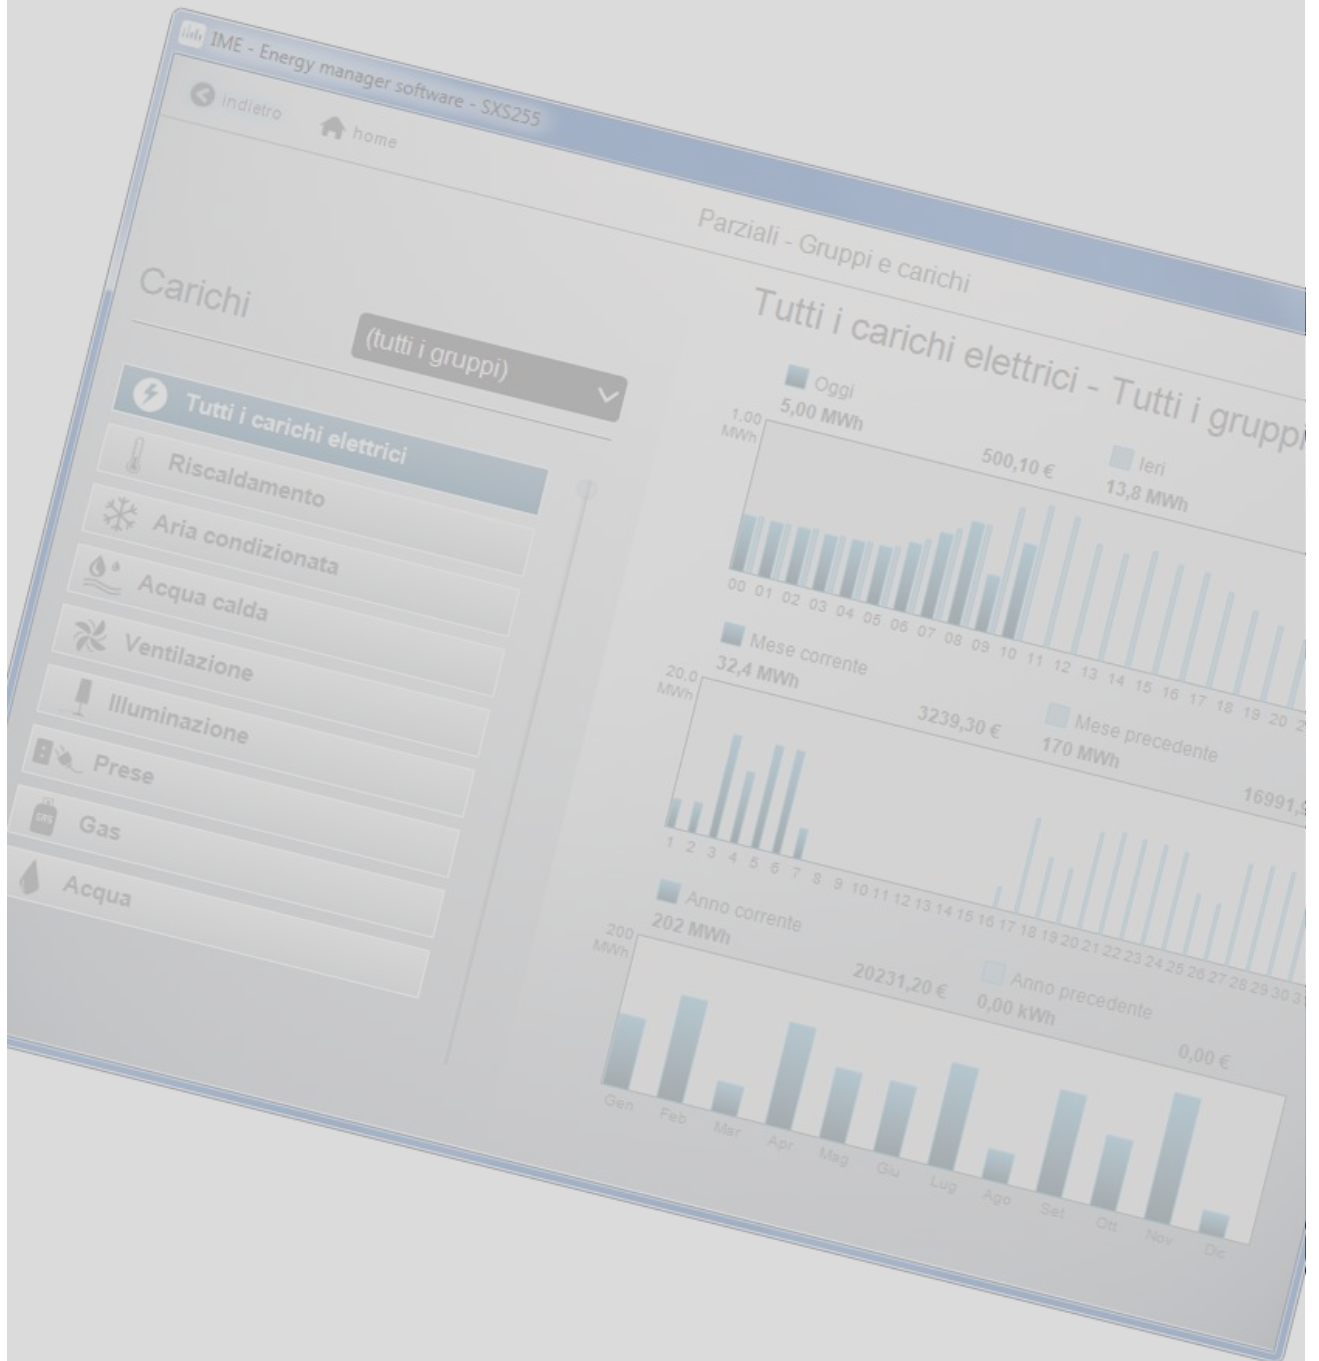 IME - Energy manager software - SXS255
indietro
home
Parziali - Gruppi e carichi
Carichi
(tutti i gruppi)
Tutti i carichi elettrici
Riscaldamento
Aria condizionata
Acqua calda
Ventilazione
Illuminazione
Prese
GAS
Gas
Acqua
Tutti i carichi elettrici - Tutti i gruppi
Oggi
5,00 MWh
500,10 €
Ieri
13,8 MWh
1,00
MWh
00 01 02 03 04 05 06 07 08 09 10 11 12 13 14 15 16 17 18 19 20
Mese corrente
32,4 MWh
3239,30 €
Mese precedente
170 MWh
16991,
20,0
MWh
1 2 3 4 5 6 7 8 9 10 11 12 13 14 15 16 17 18 19 20 21 22 23 24 25 26 27 28 29 30 31
Anno corrente
202 MWh
20231,20 €
Anno precedente
0,00 kWh
0,00 €
200
MWh
Gen Feb Mar Apr Mag Giu Lug Ago Set Ott Nov Dic